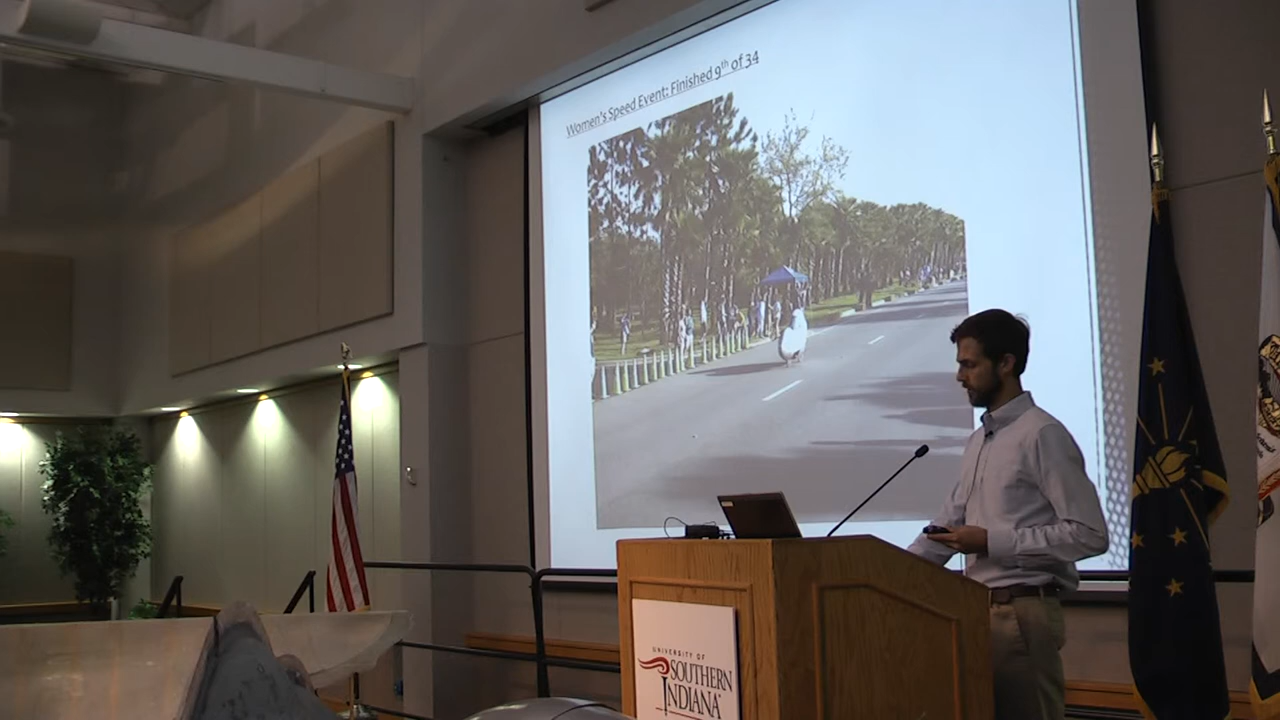 Women's Speed Event: Finished 9th of 34
UNIVERSITY OF
SOUTHERN
INDIANA